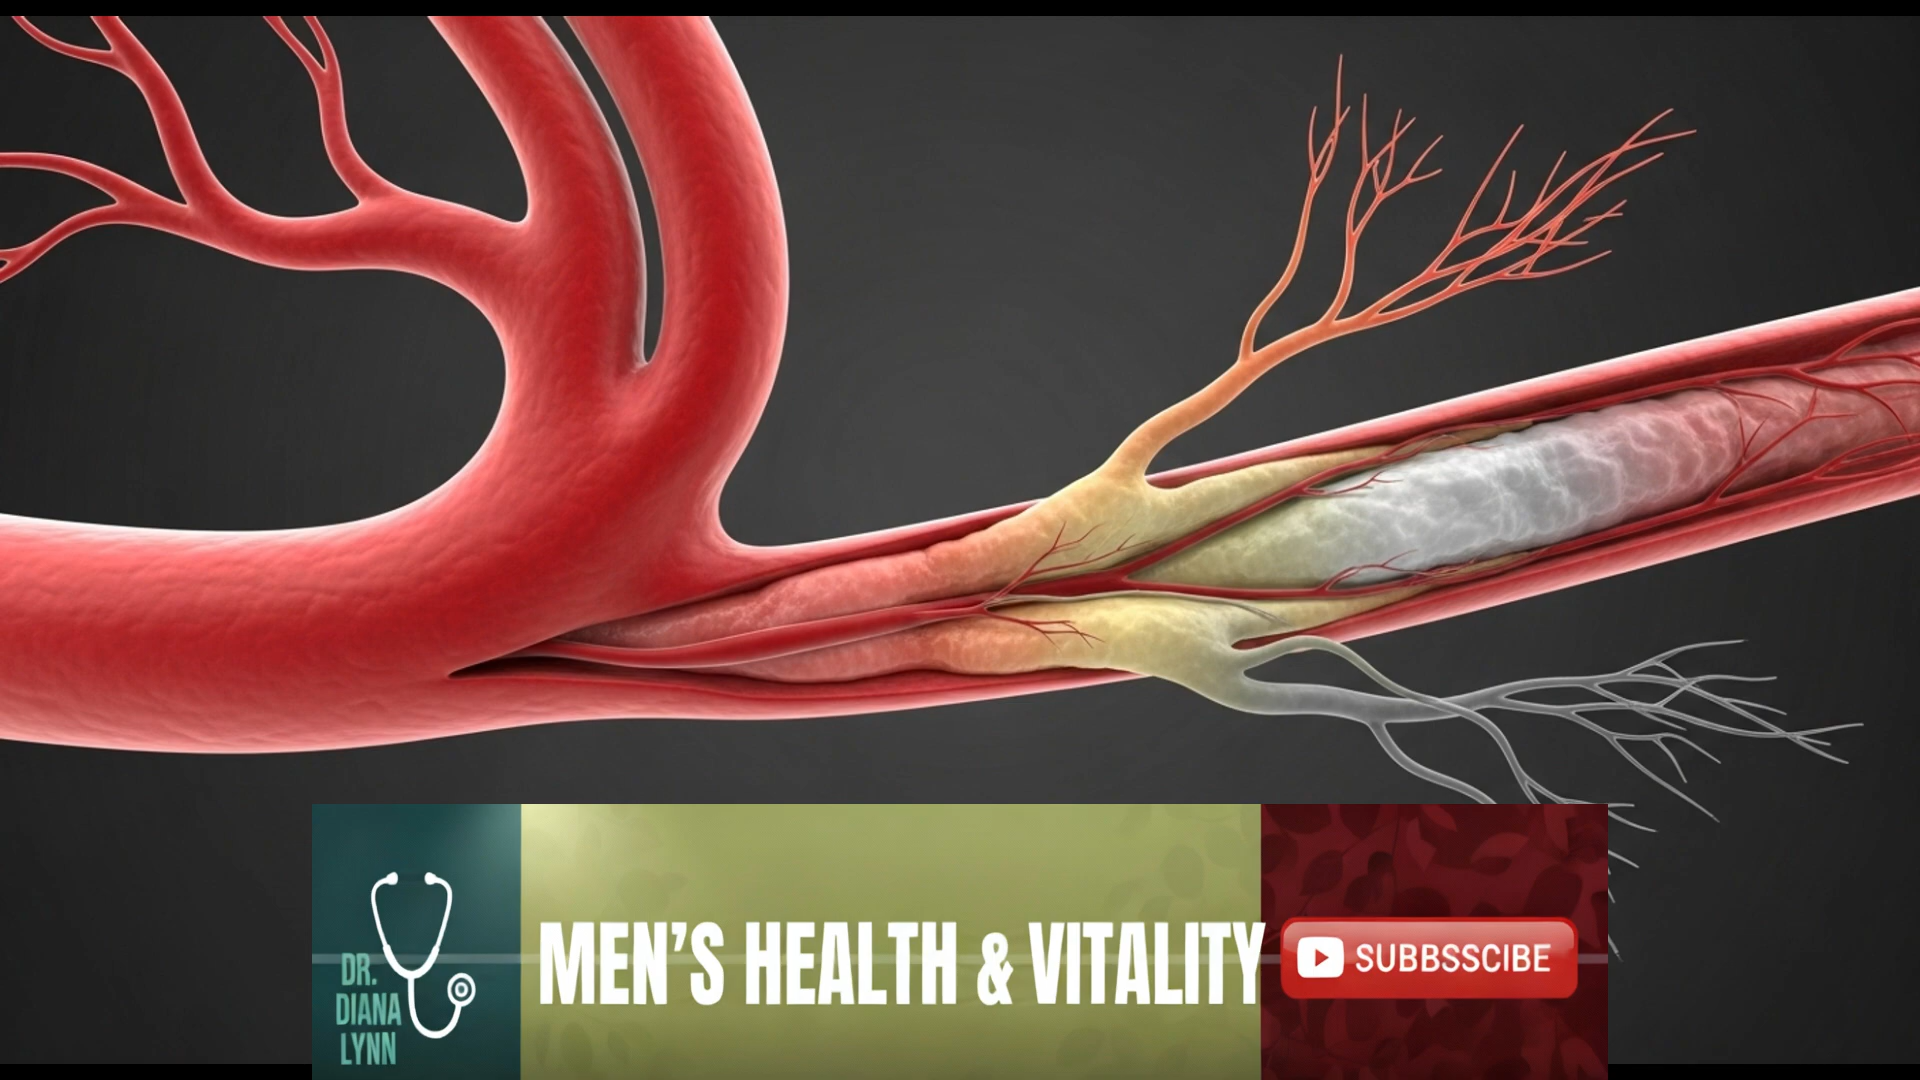 DR.
DIANA
LYNN
MEN'S HEALTH & VITALITY
SUBBSSCIBE